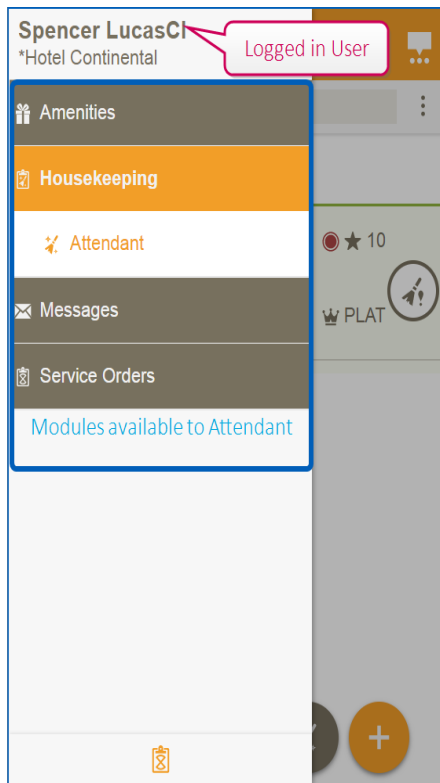 Spencer LucasCl
*Hotel Continental
Logged in User
Amenities
Housekeeping
Attendant
10
Messages
PLAT
Service Orders
Modules available to Attendant